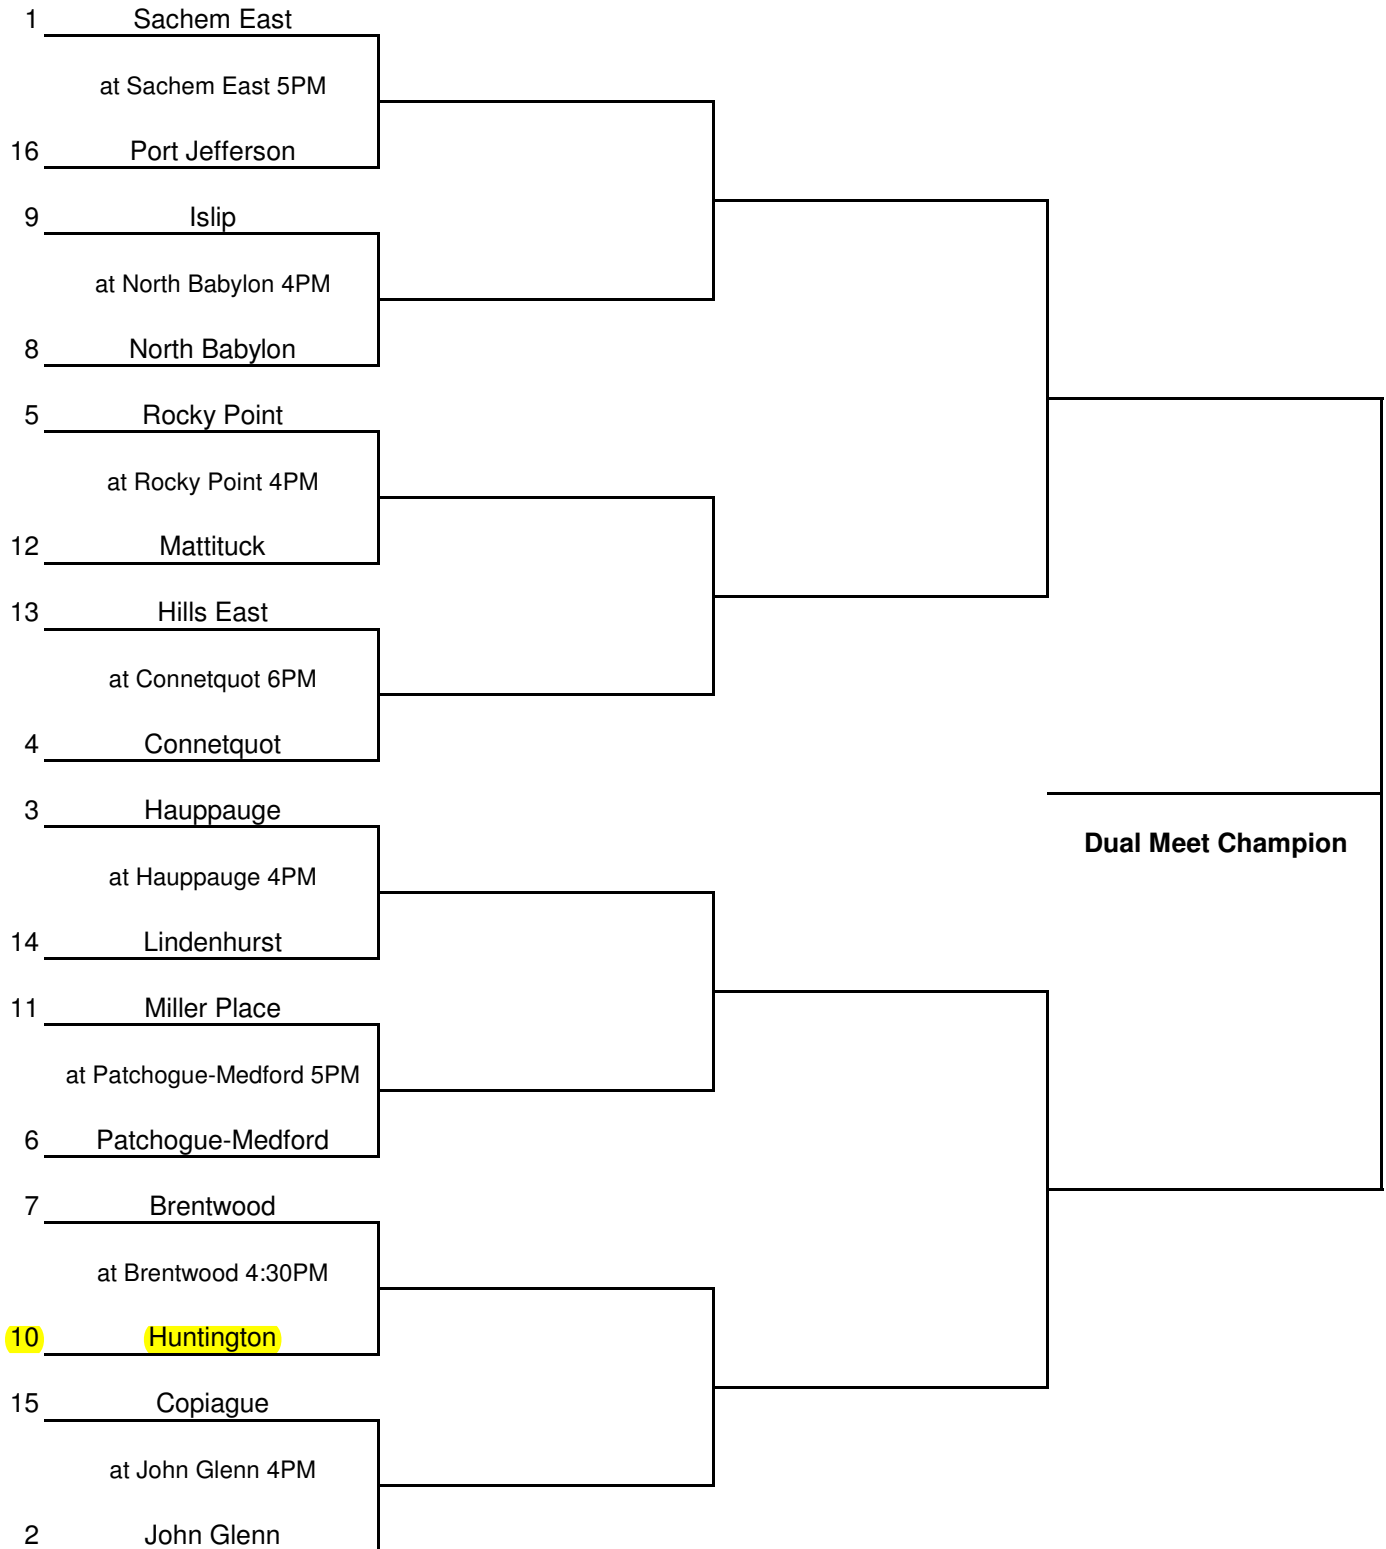 1 Sachem East
at Sachem East 5PM
16 Port Jefferson
9 Islip
at North Babylon 4PM
8 North Babylon
5 Rocky Point
at Rocky Point 4PM
12 Mattituck
13 Hills East
at Connetquot 6PM
4 Connetquot
3 Hauppauge
Dual Meet Champion
at Hauppauge 4PM
14 Lindenhurst
11 Miller Place
at Patchogue-Medford 5PM
6 Patchogue-Medford
7 Brentwood
at Brentwood 4:30PM
10 Huntington
15 Copiague
at John Glenn 4PM
2 John Glenn